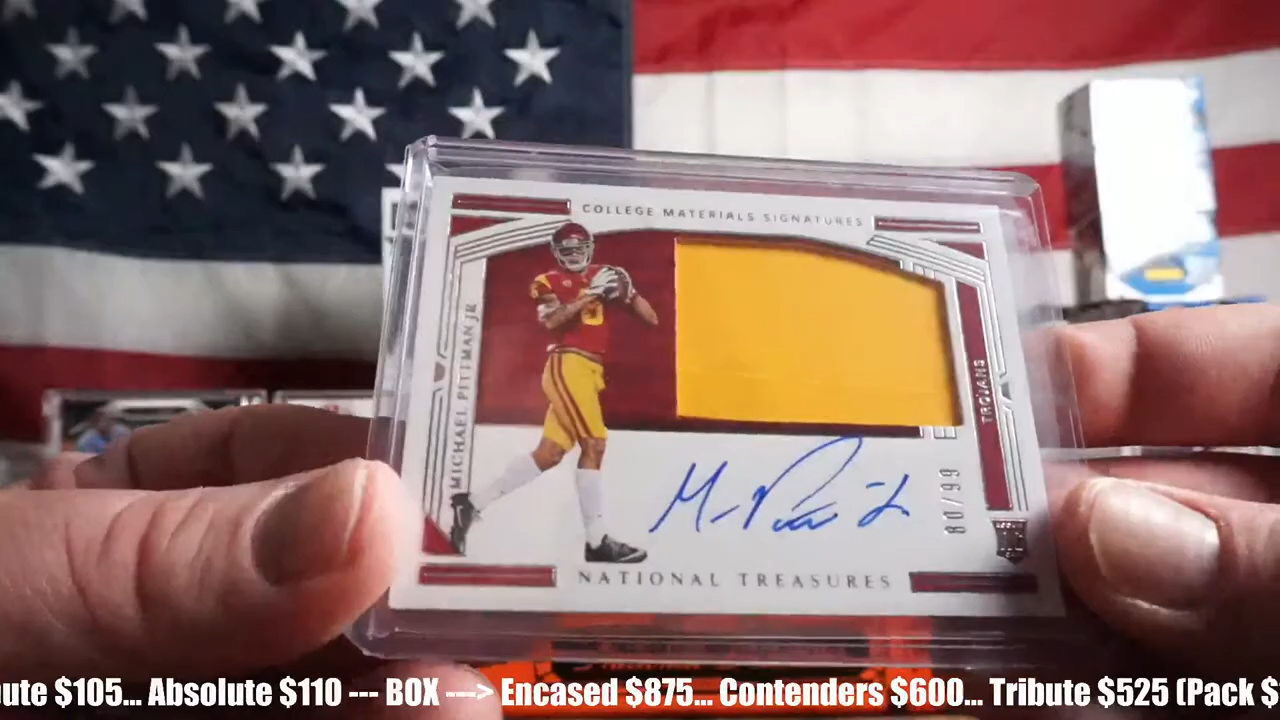 COLLEGE MATERIALS SIGNATURES
MICHAEL PITTMAN JR
TROJANS
80/99
NATIONAL TREASURES
ute $105... Absolute $110 --- BOX ---> Encased $875... Contenders $600... Tribute $525 (Pack $